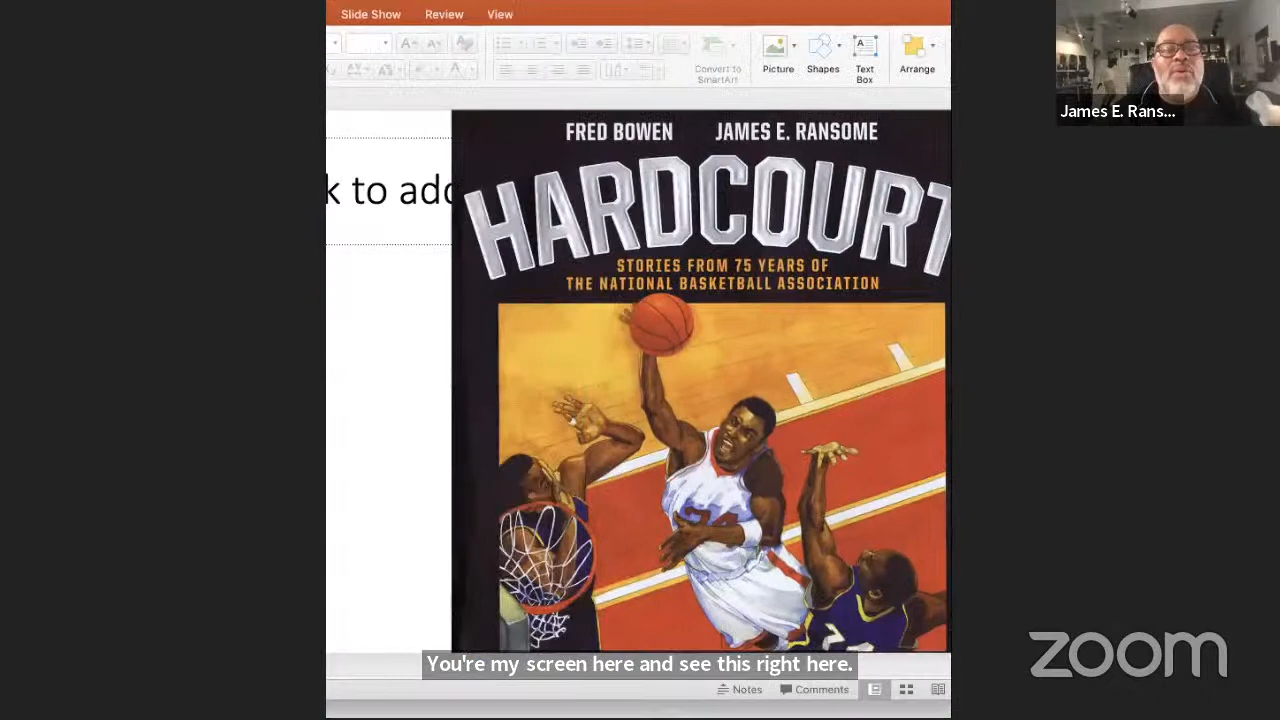 Slide Show Review View
Convert to
SmartArt
Picture
Shapes
Text
Box
Arrange
James E. Rans...
k to add
FRED BOWEN JAMES E. RANSOME
HARDCOURT
STORIES FROM 75 YEARS OF
THE NATIONAL BASKETBALL ASSOCIATION
You're my screen here and see this right here.
Notes Comments
zoom